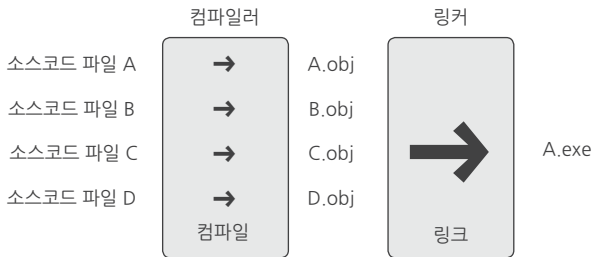 컴파일러 링커
소스코드 파일 A A.obj
소스코드 파일 B B.obj
소스코드 파일 C C.obj A.exe
소스코드 파일 D D.obj
컴파일 링크